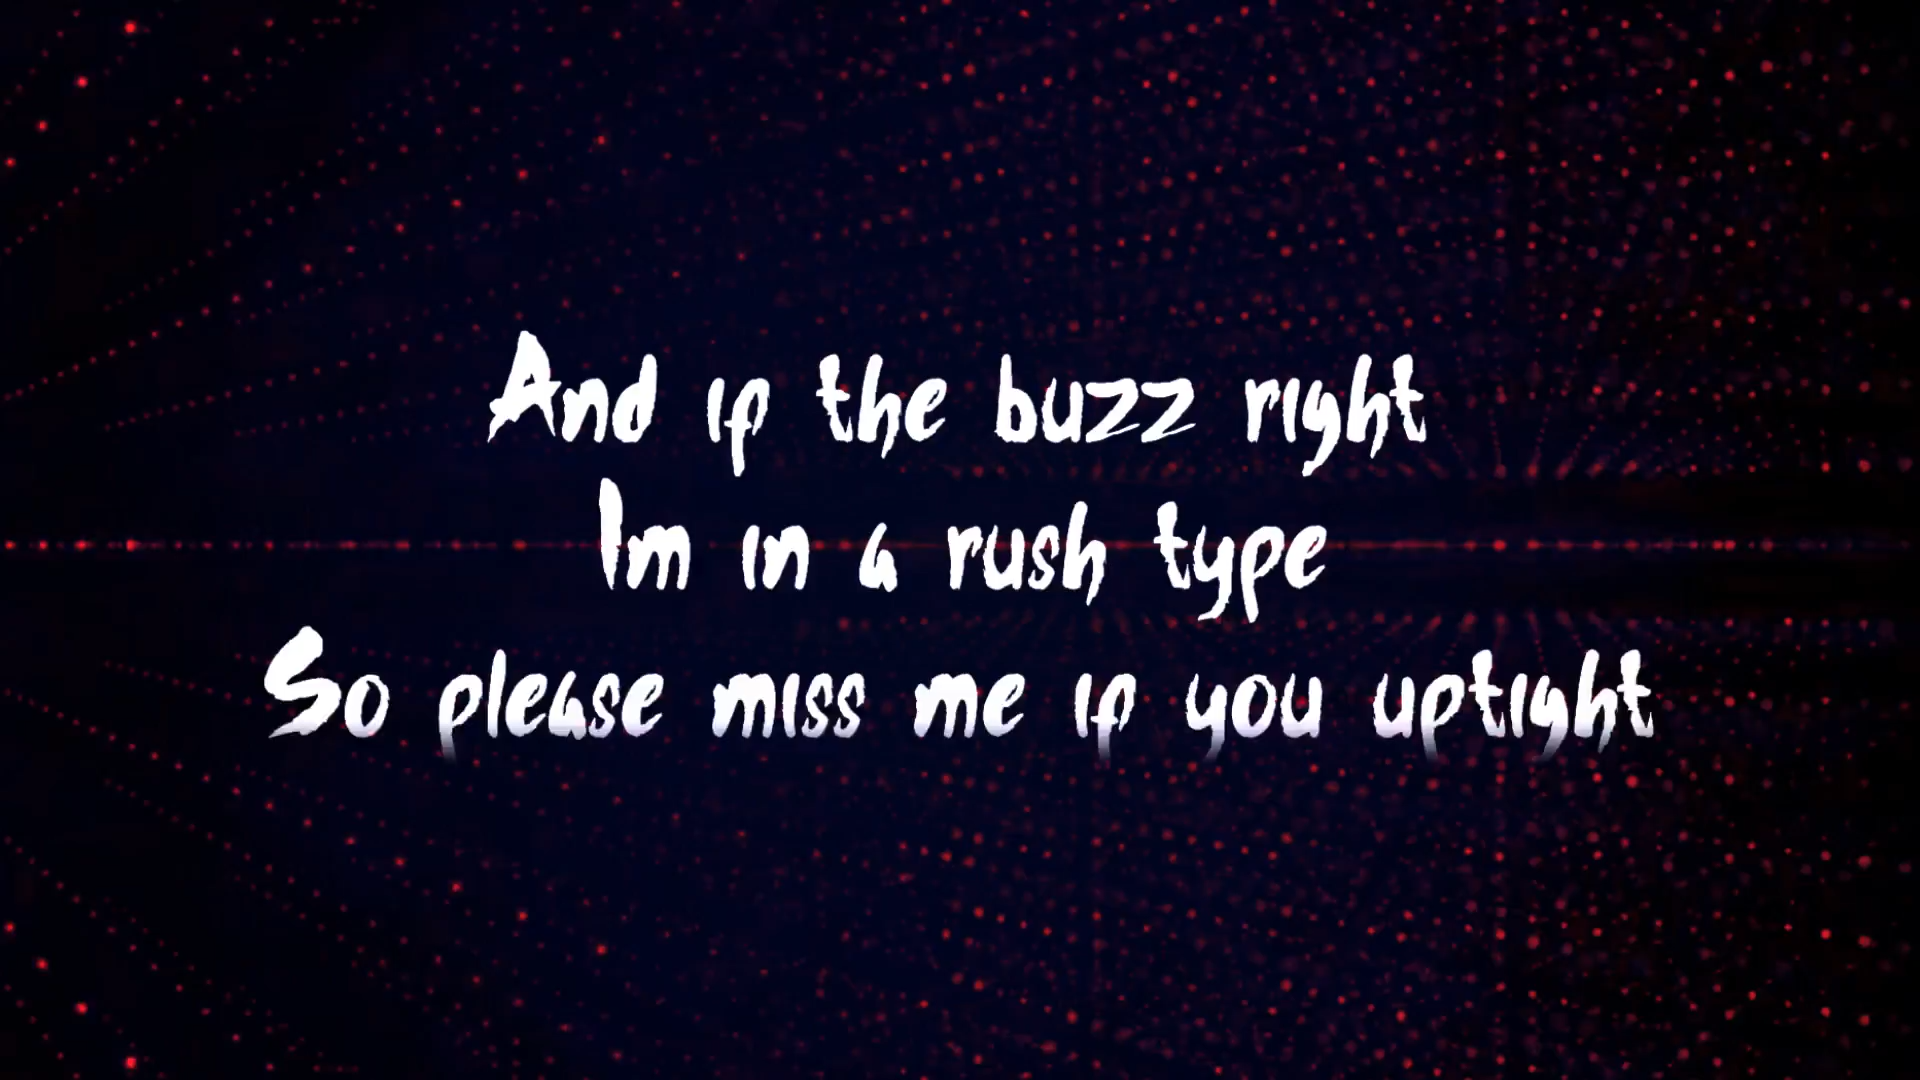 And if the buzz right
Im in a rush type
So please miss me if you uptight